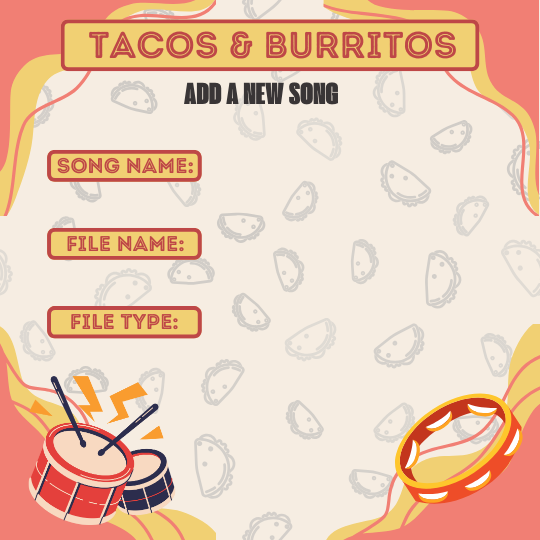 TACOS & BURRITOS
ADD A NEW SONG
SONG NAME:
FILE NAME:
FILE TYPE: